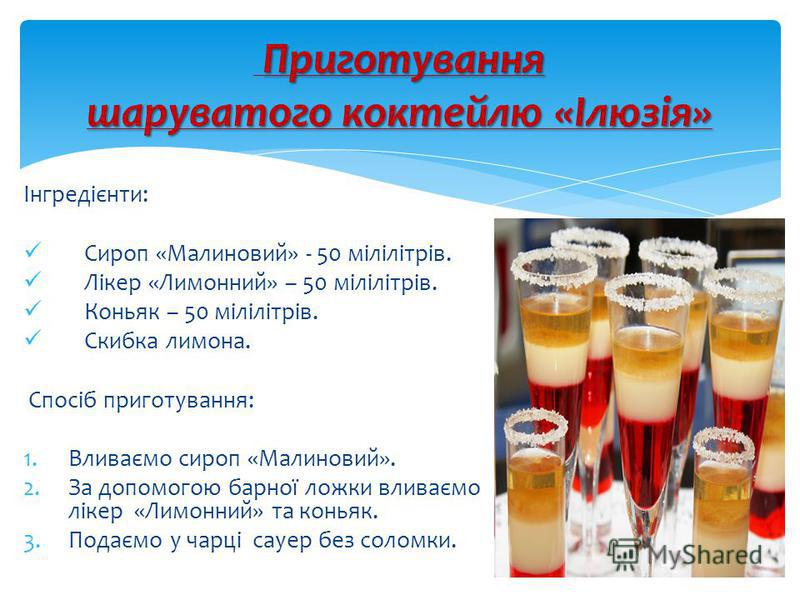 Приготування
шаруватого коктейлю «Ілюзія»
Інгредієнти:
✓ Сироп «Малиновий» - 50 мілілітрів.
✓ Лікер «Лимонний» – 50 мілілітрів.
✓ Коньяк – 50 мілілітрів.
✓ Скибка лимона.
Спосіб приготування:
1. Вливаємо сироп «Малиновий».
2. За допомогою барної ложки вливаємо
лікер «Лимонний» та коньяк.
3. Подаємо у чарці сауер без соломки.
MyShared